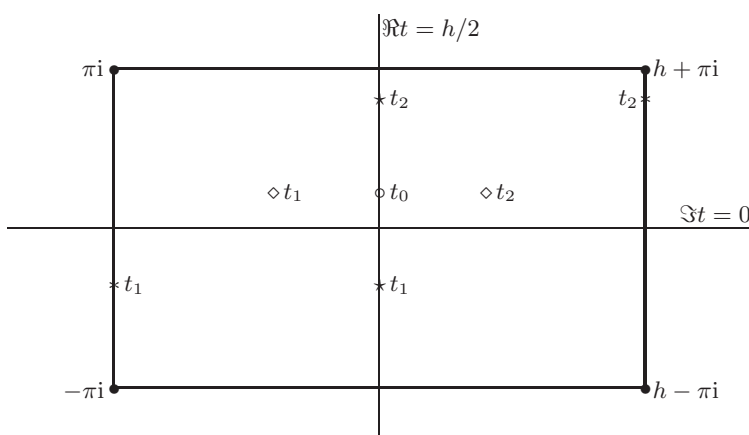 ℜt = h/2
πi
h + πi
⋆ t₂
t₂ ∗
⋄ t₁
∘ t₀
⋄ t₂
ℑt = 0
∗ t₁
⋆ t₁
−πi
h − πi